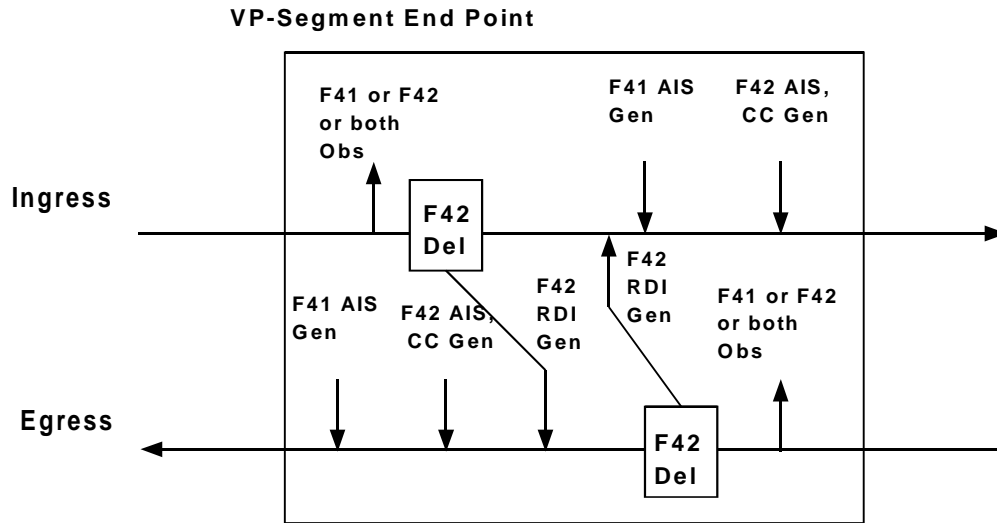 VP-Segment End Point
F41 or F42
or both
Obs
F41 AIS
Gen
F42 AIS,
CC Gen
Ingress
F42
Del
F41 AIS
Gen
F42 AIS,
CC Gen
F42
RDI
Gen
F42
RDI
Gen
F41 or F42
or both
Obs
Egress
F42
Del